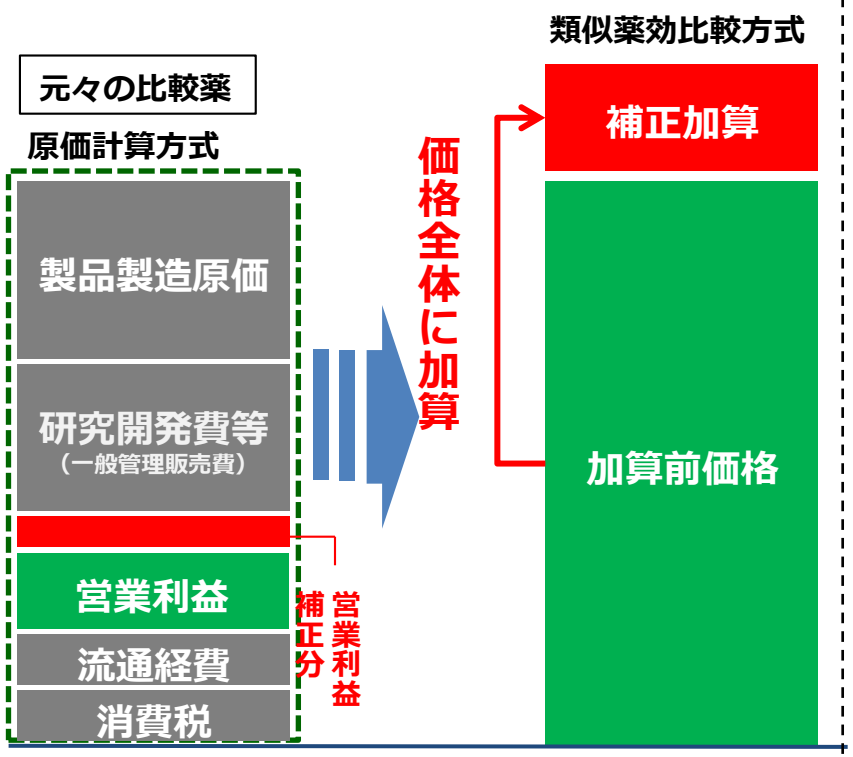 元々の比較薬
原価計算方式
製品製造原価
研究開発費等
（一般管理販売費）
営業利益
流通経費
消費税
営業利益
補正分
価格全体に加算
類似薬効比較方式
補正加算
加算前価格